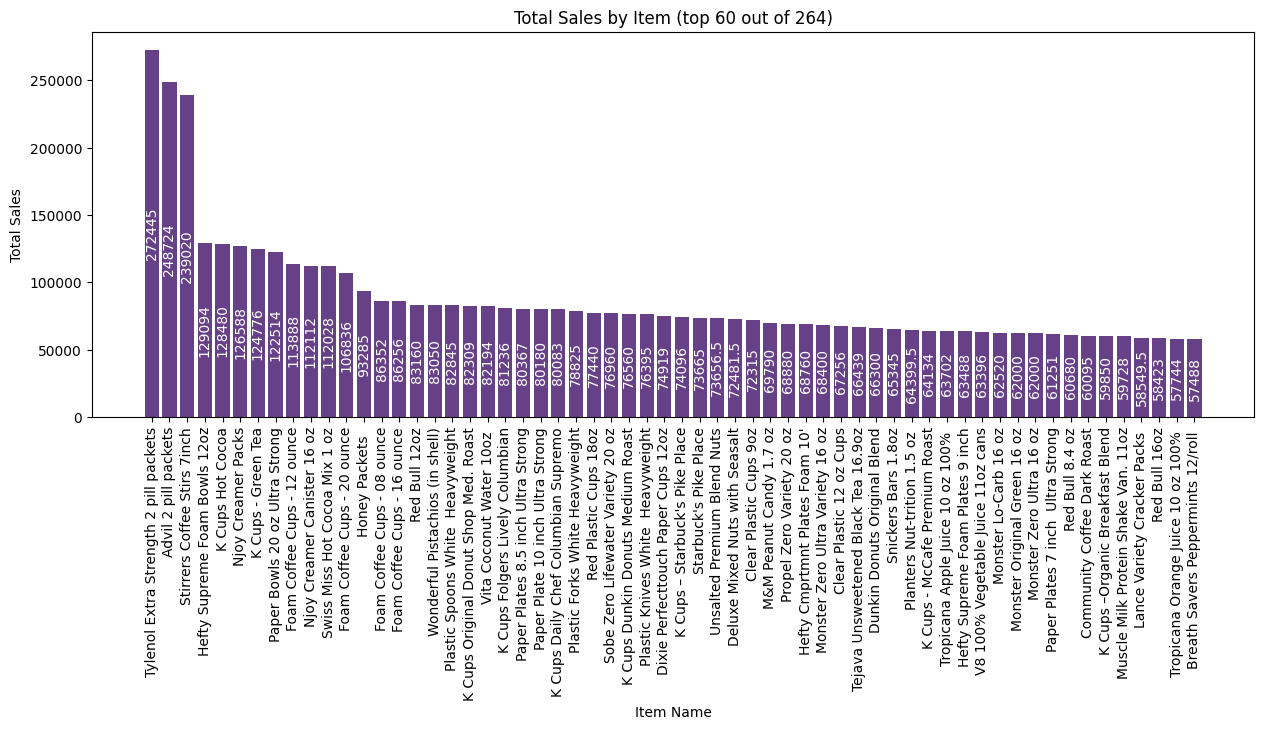 Total Sales by Item (top 60 out of 264)
Total Sales
250000
200000
150000
100000
50000
0
272445
248724
239020
129094
128480
126588
124776
122514
113888
112112
112028
106836
93285
86352
86256
83160
83050
82845
82309
82194
81236
80367
80180
80083
78825
77440
76960
76560
76395
74919
74096
73665
73656.5
72481.5
72315
69790
68880
68760
68400
67256
66439
66300
65345
64399.5
64134
63702
63488
63396
62520
62000
62000
61251
60680
60095
59850
59728
58549.5
58423
57744
57488
Tylenol Extra Strength 2 pill packets
Advil 2 pill packets
Stirrers Coffee Stirs 7inch
Hefty Supreme Foam Bowls 12oz
K Cups Hot Cocoa
Njoy Creamer Packs
K Cups - Green Tea
Paper Bowls 20 oz Ultra Strong
Foam Coffee Cups - 12 ounce
Njoy Creamer Canister 16 oz
Swiss Miss Hot Cocoa Mix 1 oz
Foam Coffee Cups - 20 ounce
Honey Packets
Foam Coffee Cups - 08 ounce
Foam Coffee Cups - 16 ounce
Red Bull 12oz
Wonderful Pistachios (in shell)
Plastic Spoons White  Heavyweight
K Cups Original Donut Shop Med. Roast
Vita Coconut Water 10oz
K Cups Folgers Lively Columbian
Paper Plates 8.5 inch Ultra Strong
Paper Plate 10 inch Ultra Strong
K Cups Daily Chef Columbian Supremo
Plastic Forks White Heavyweight
Red Plastic Cups 18oz
Sobe Zero Lifewater Variety 20 oz
K Cups Dunkin Donuts Medium Roast
Plastic Knives White  Heavyweight
Dixie Perfecttouch Paper Cups 12oz
K Cups – Starbuck's Pike Place
Starbuck's Pike Place
Unsalted Premium Blend Nuts
Deluxe Mixed Nuts with Seasalt
Clear Plastic Cups 9oz
M&M Peanut Candy 1.7 oz
Propel Zero Variety 20 oz
Hefty Cmprtmnt Plates Foam 10'
Monster Zero Ultra Variety 16 oz
Clear Plastic 12 oz Cups
Tejava Unsweetened Black Tea 16.9oz
Dunkin Donuts Original Blend
Snickers Bars 1.8oz
Planters Nut-trition 1.5 oz
K Cups - McCafe Premium Roast
Tropicana Apple Juice 10 oz 100%
Hefty Supreme Foam Plates 9 inch
V8 100% Vegetable Juice 11oz cans
Monster Lo-Carb 16 oz
Monster Original Green 16 oz
Monster Zero Ultra 16 oz
Paper Plates 7 inch  Ultra Strong
Red Bull 8.4 oz
Community Coffee Dark Roast
K Cups –Organic Breakfast Blend
Muscle Milk Protein Shake Van. 11oz
Lance Variety Cracker Packs
Red Bull 16oz
Tropicana Orange Juice 10 oz 100%
Breath Savers Peppermints 12/roll
Item Name